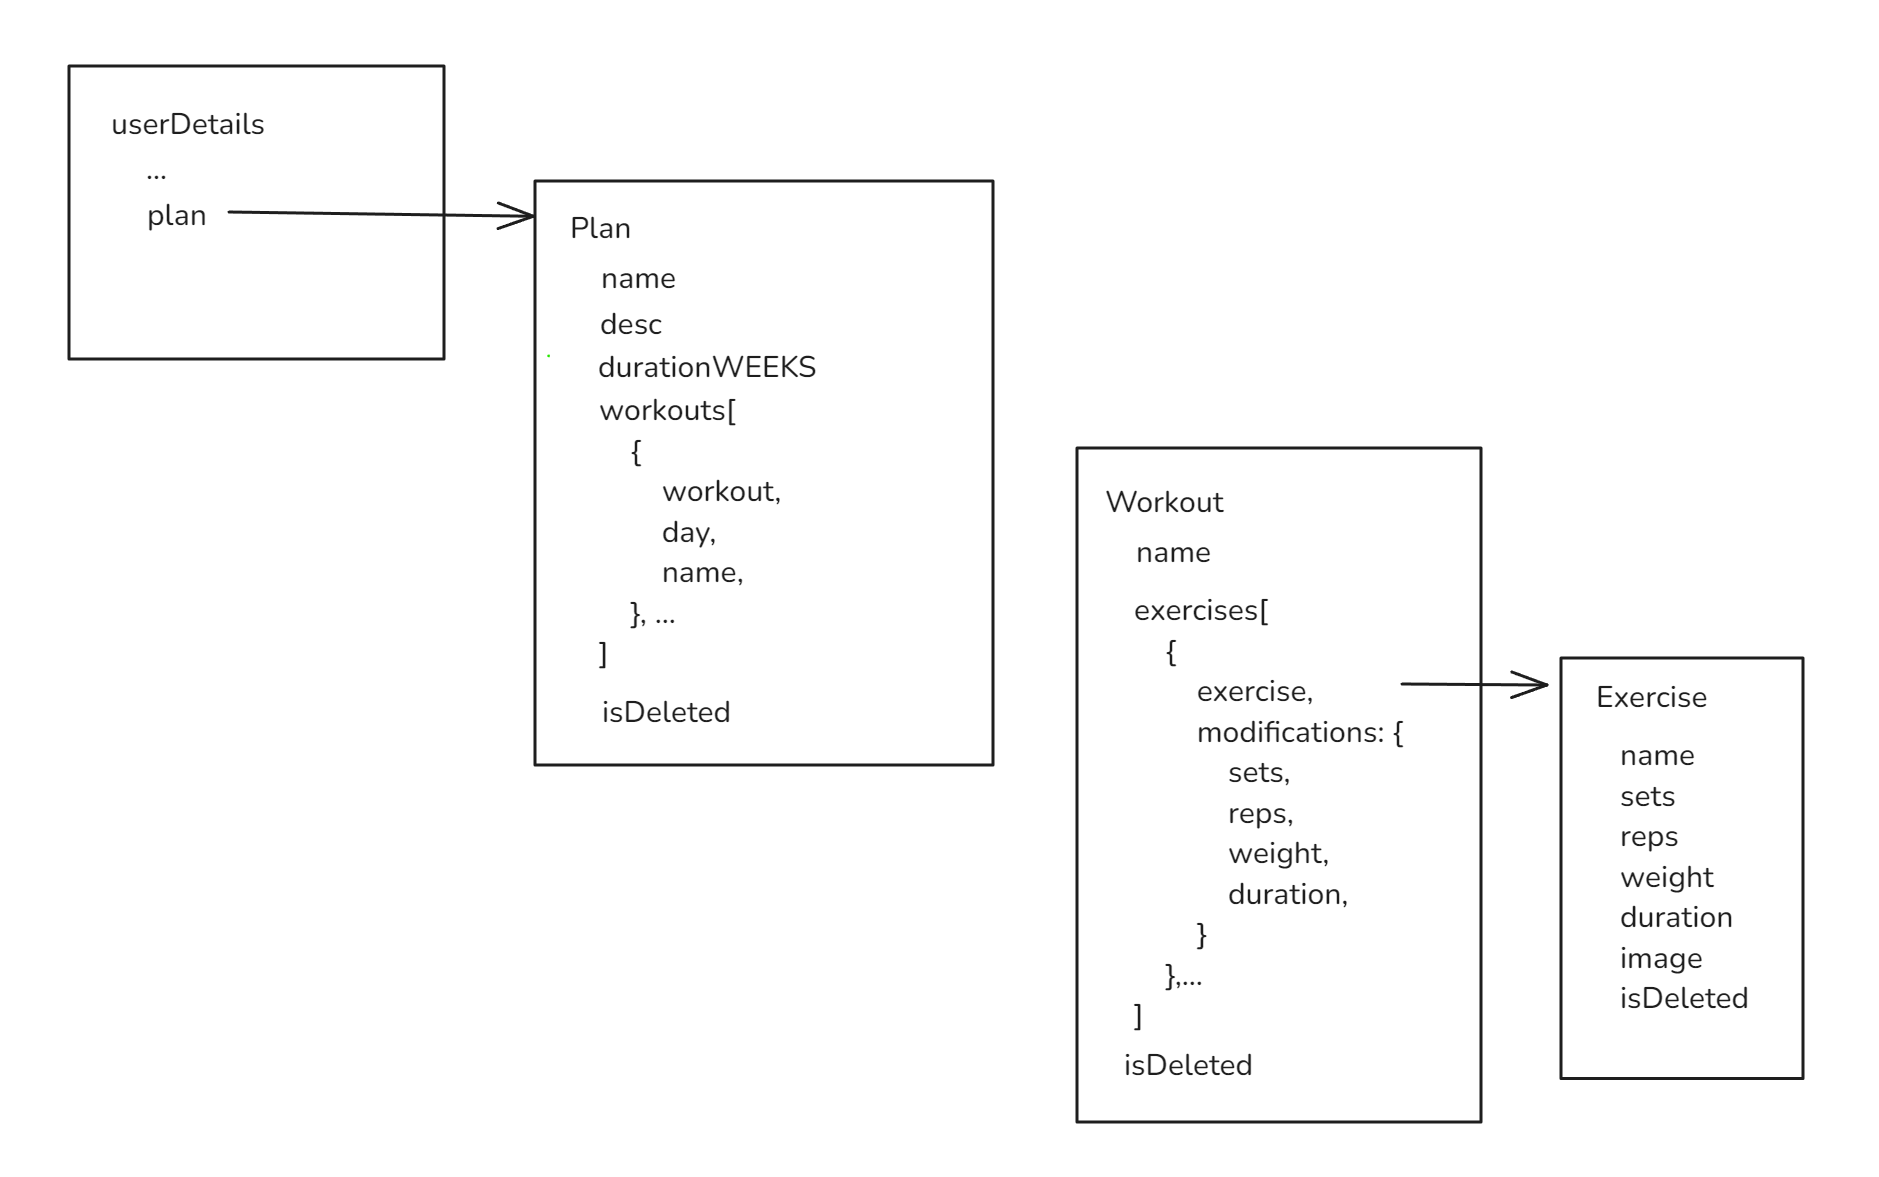 userDetails
...
plan
Plan
name
desc
durationWEEKS
workouts[
{
workout,
day,
name,
}, ...
]
isDeleted
Workout
name
exercises[
{
exercise,
modifications: {
sets,
reps,
weight,
duration,
}
},...
]
isDeleted
Exercise
name
sets
reps
weight
duration
image
isDeleted